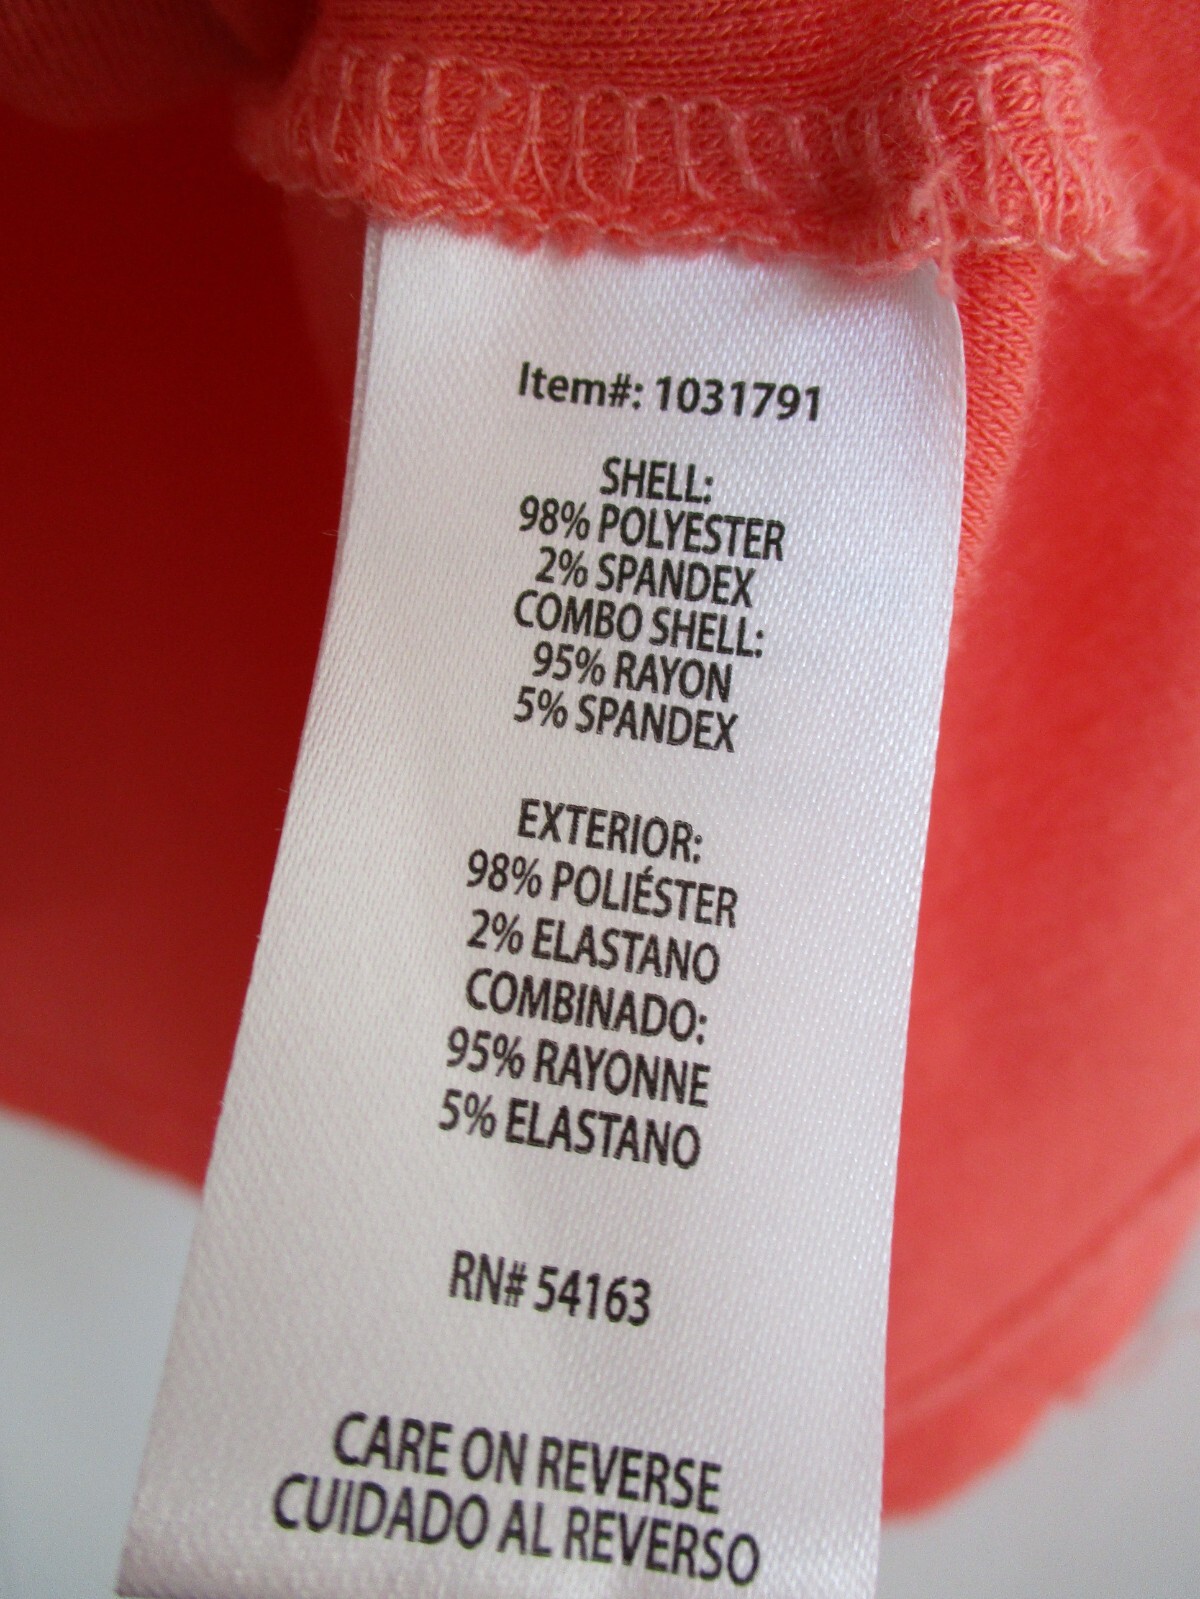 Item#: 1031791
SHELL:
98% POLYESTER
2% SPANDEX
COMBO SHELL:
95% RAYON
5% SPANDEX
EXTERIOR:
98% POLIÉSTER
2% ELASTANO
COMBINADO:
95% RAYONNE
5% ELASTANO
RN# 54163
CARE ON REVERSE
CUIDADO AL REVERSO